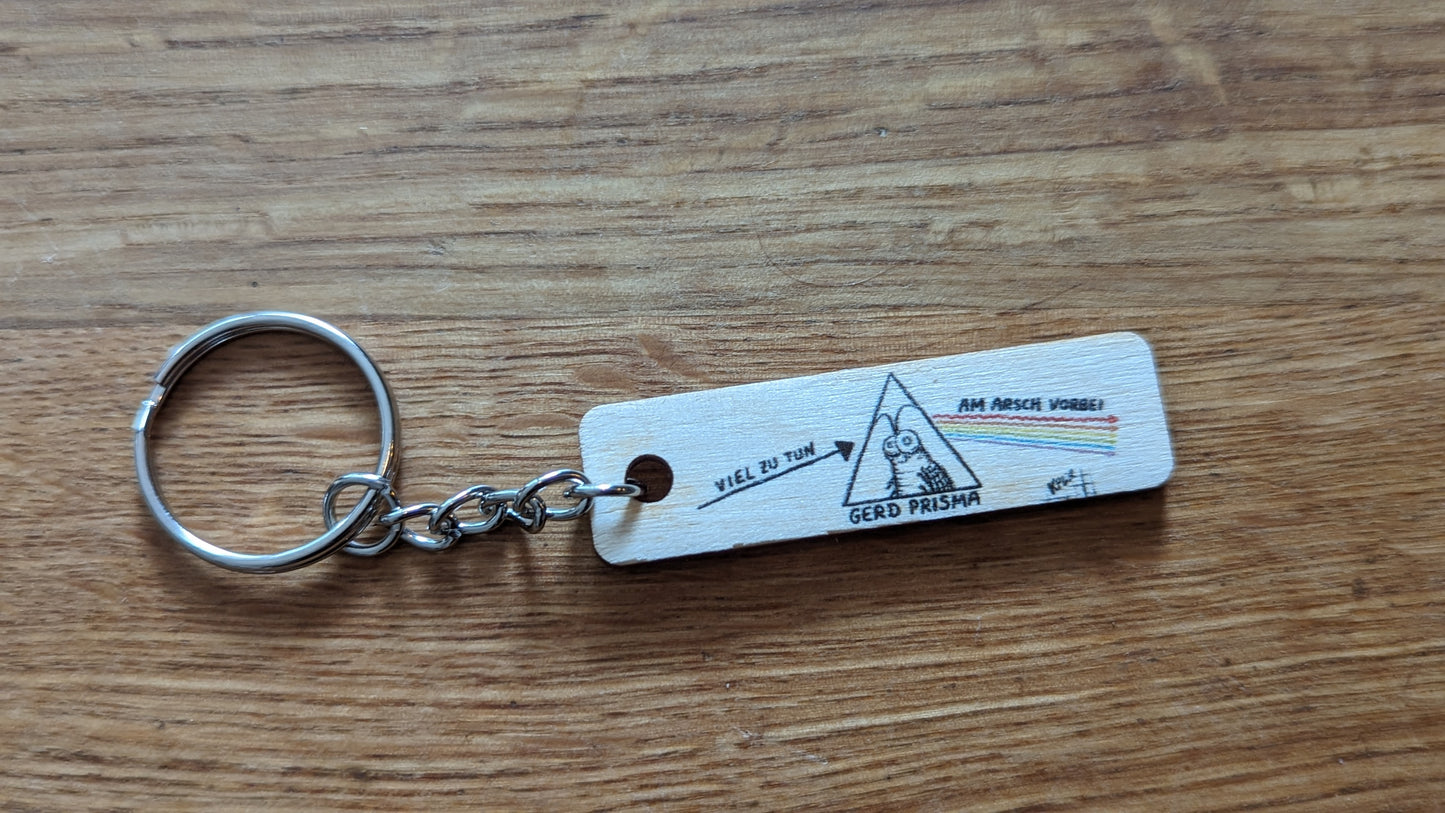 VIEL ZU TUN
AM ARSCH VORBEI
GERD PRISMA